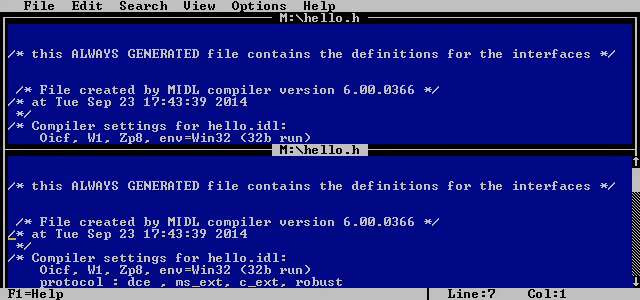 File Edit Search View Options Help
M:\hello.h
/* this ALWAYS GENERATED file contains the definitions for the interfaces */
/* File created by MIDL compiler version 6.00.0366 */
/* at Tue Sep 23 17:43:39 2014
*/
/* Compiler settings for hello.idl:
Oicf, W1, Zp8, env=Win32 (32b run)
M:\hello.h
/* this ALWAYS GENERATED file contains the definitions for the interfaces */
/* File created by MIDL compiler version 6.00.0366 */
/* at Tue Sep 23 17:43:39 2014
*/
/* Compiler settings for hello.idl:
Oicf, W1, Zp8, env=Win32 (32b run)
protocol : dce , ms_ext, c_ext, robust
F1=Help Line:7 Col:1